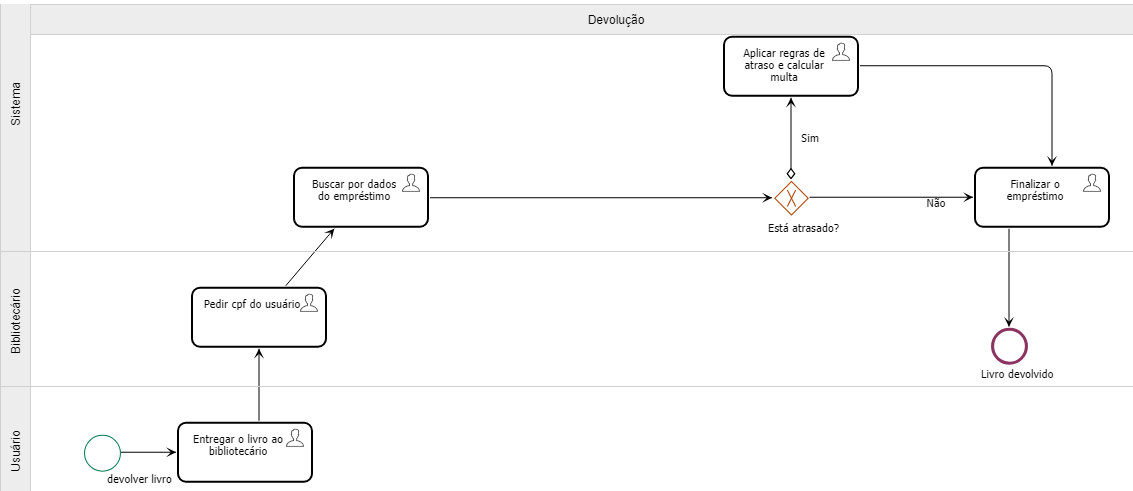 Devolução
Sistema
Aplicar regras de
atraso e calcular
multa
Sim
Buscar por dados
do empréstimo
Está atrasado?
Não
Finalizar o
empréstimo
Bibliotecário
Pedir cpf do usuário
Livro devolvido
Usuário
devolver livro
Entregar o livro ao
bibliotecário